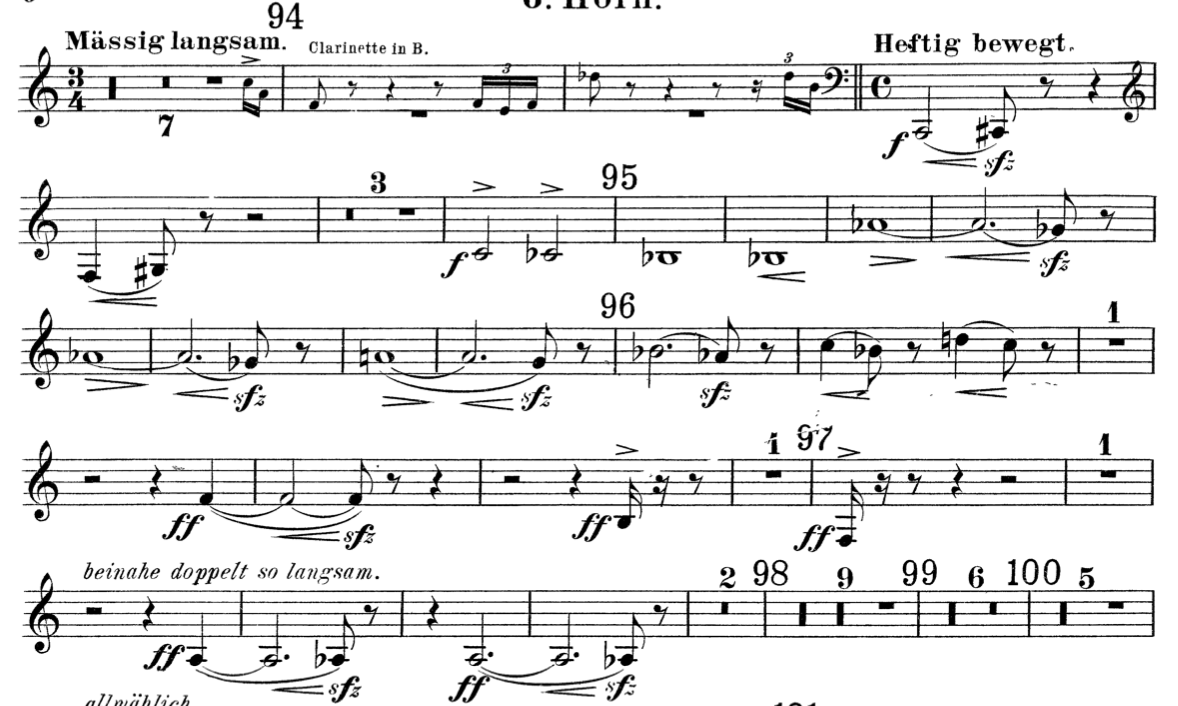 6. Horn.
94
Mässig langsam. Clarinette in B. Heftig bewegt.
3 3
3/4
7
f sfz
3 95
f
sfz
96 1
sfz sfz sfz
1 97 1
ff sfz ff ff
beinahe doppelt so langsam.
2 98 9 99 6 100 5
ff sfz ff sfz
allmählich